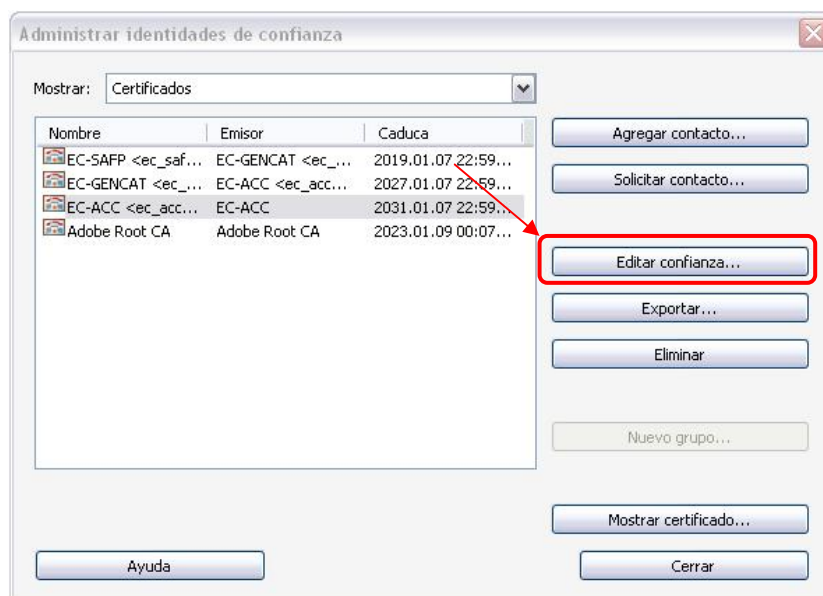 Administrar identidades de confianza
Mostrar: Certificados
Nombre Emisor Caduca
EC-SAFP <ec_saf... EC-GENCAT <ec_... 2019.01.07 22:59...
EC-GENCAT <ec_... EC-ACC <ec_acc... 2027.01.07 22:59...
EC-ACC <ec_acc... EC-ACC 2031.01.07 22:59...
Adobe Root CA Adobe Root CA 2023.01.09 00:07...
Agregar contacto...
Solicitar contacto...
Editar confianza...
Exportar...
Eliminar
Nuevo grupo...
Mostrar certificado...
Ayuda Cerrar